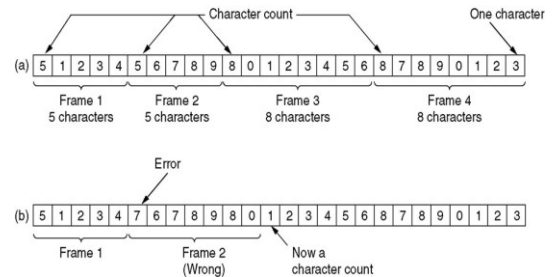 Character count
One character
(a) 5 1 2 3 4 5 6 7 8 9 8 0 1 2 3 4 5 6 8 7 8 9 0 1 2 3
Frame 1 Frame 2 Frame 3 Frame 4
5 characters 5 characters 8 characters 8 characters
Error
(b) 5 1 2 3 4 7 6 7 8 9 8 0 1 2 3 4 5 6 8 7 8 9 0 1 2 3
Frame 1 Frame 2 Now a
(Wrong) character count